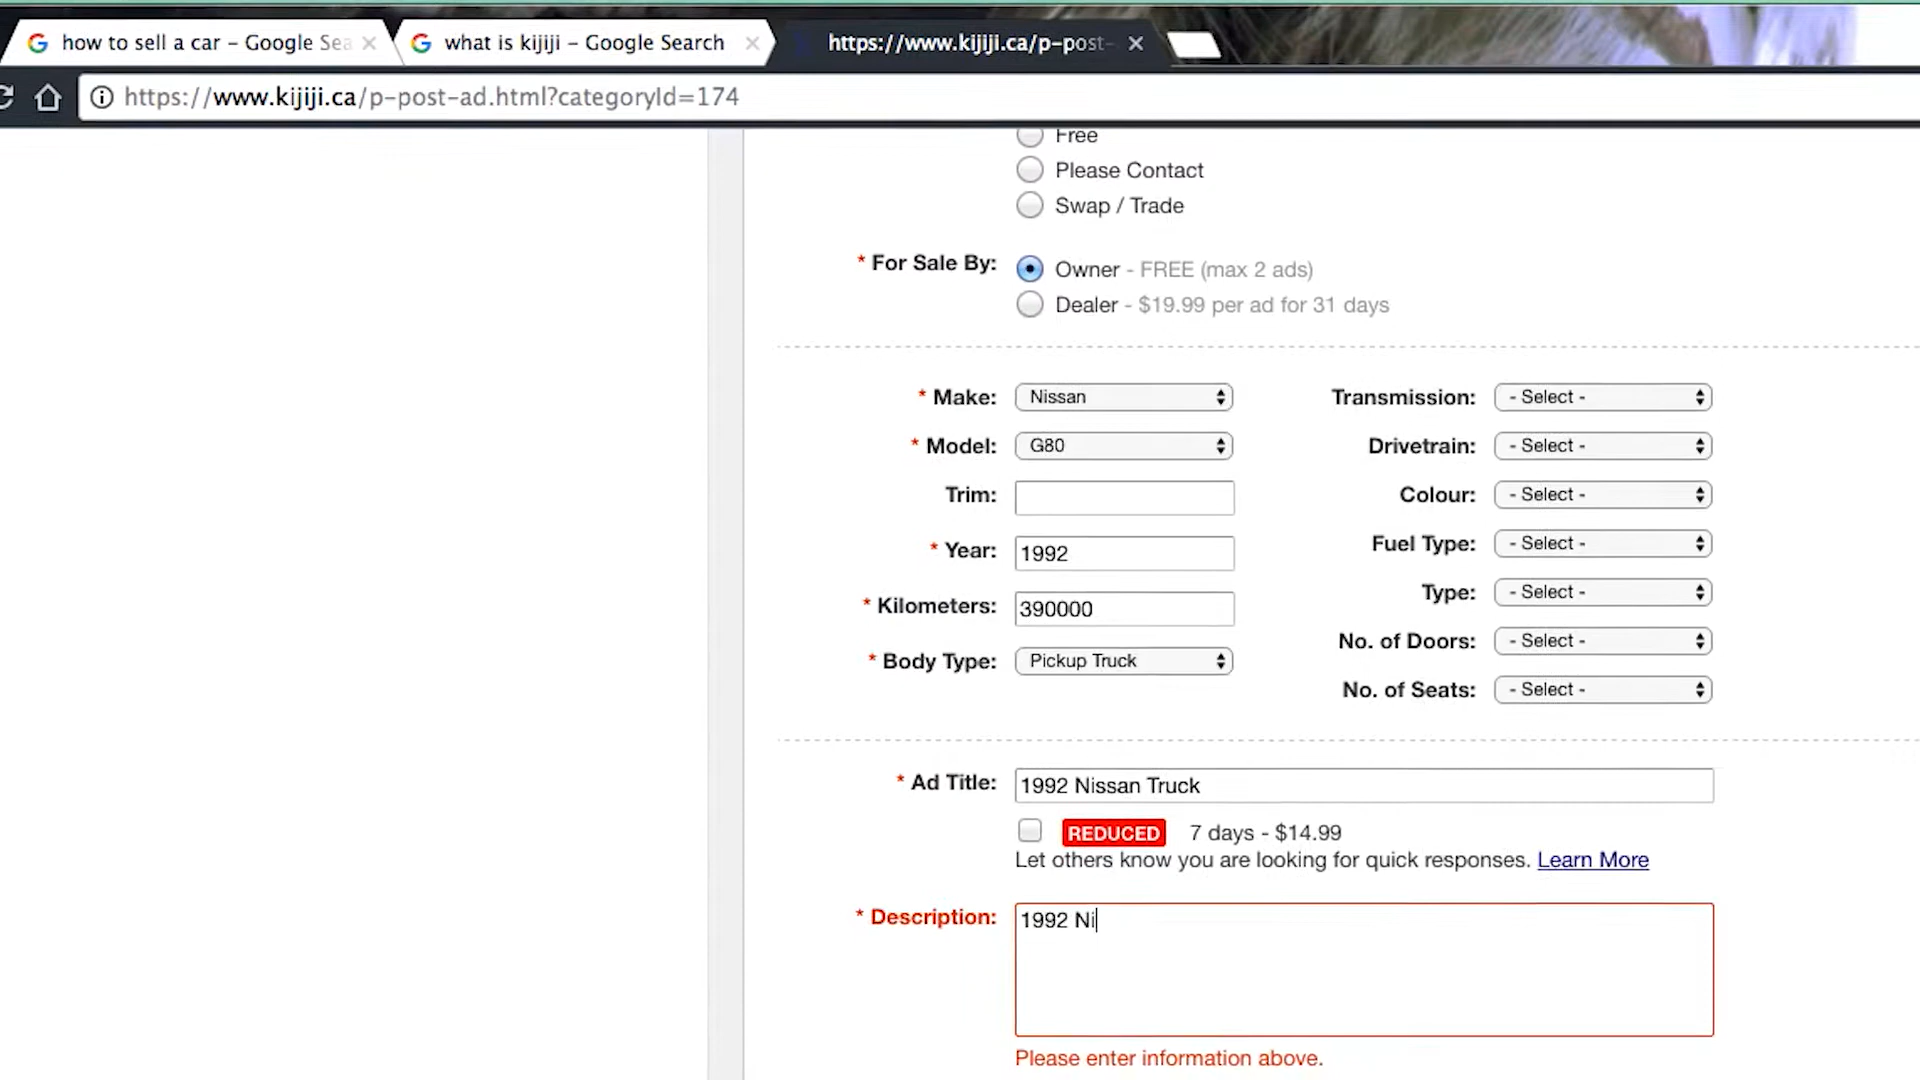 how to sell a car – Google Sea
what is kijiji – Google Search
https://www.kijiji.ca/p-post-
https://www.kijiji.ca/p-post-ad.html?categoryId=174
Free
Please Contact
Swap / Trade
* For Sale By:
Owner - FREE (max 2 ads)
Dealer - $19.99 per ad for 31 days
* Make: Nissan
Transmission: - Select -
* Model: G80
Drivetrain: - Select -
Trim:
Colour: - Select -
* Year: 1992
Fuel Type: - Select -
* Kilometers: 390000
Type: - Select -
* Body Type: Pickup Truck
No. of Doors: - Select -
No. of Seats: - Select -
* Ad Title: 1992 Nissan Truck
REDUCED 7 days - $14.99
Let others know you are looking for quick responses. Learn More
* Description: 1992 Ni
Please enter information above.